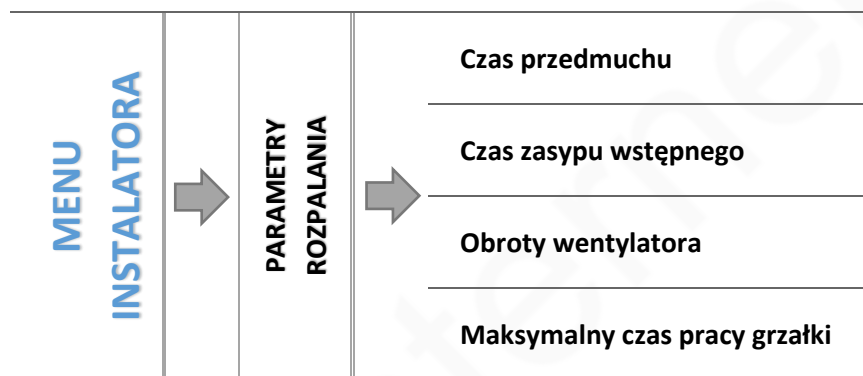 MENU
INSTALATORA
PARAMETRY
ROZPALANIA
Czas przedmuchu
Czas zasypu wstępnego
Obroty wentylatora
Maksymalny czas pracy grzałki